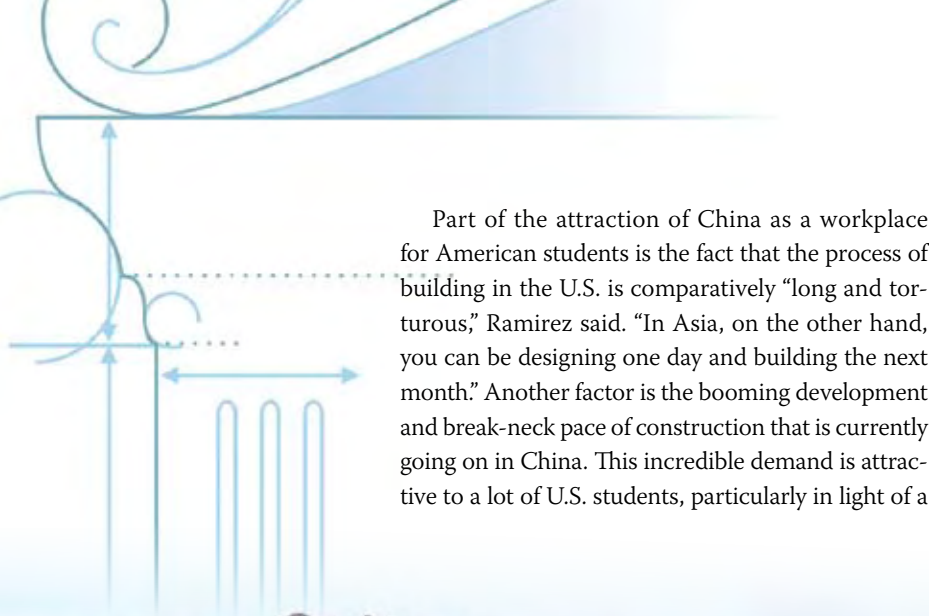 Part of the attraction of China as a workplace
for American students is the fact that the process of
building in the U.S. is comparatively “long and tor-
turous,” Ramirez said. “In Asia, on the other hand,
you can be designing one day and building the next
month.” Another factor is the booming development
and break-neck pace of construction that is currently
going on in China. This incredible demand is attrac-
tive to a lot of U.S. students, particularly in light of a